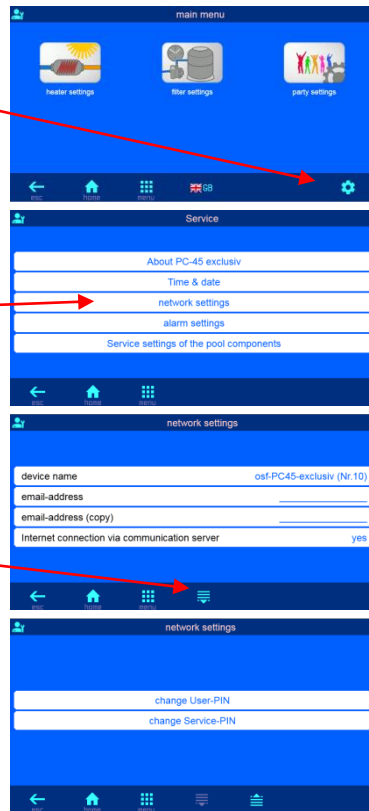 main menu
heater settings
filter settings
party settings
esc
home
menu
GB
Service
About PC-45 exclusiv
Time & date
network settings
alarm settings
Service settings of the pool components
esc
home
menu
network settings
device name osf-PC45-exclusiv (Nr.10)
email-address
email-address (copy)
Internet connection via communication server yes
esc
home
menu
network settings
change User-PIN
change Service-PIN
esc
home
menu